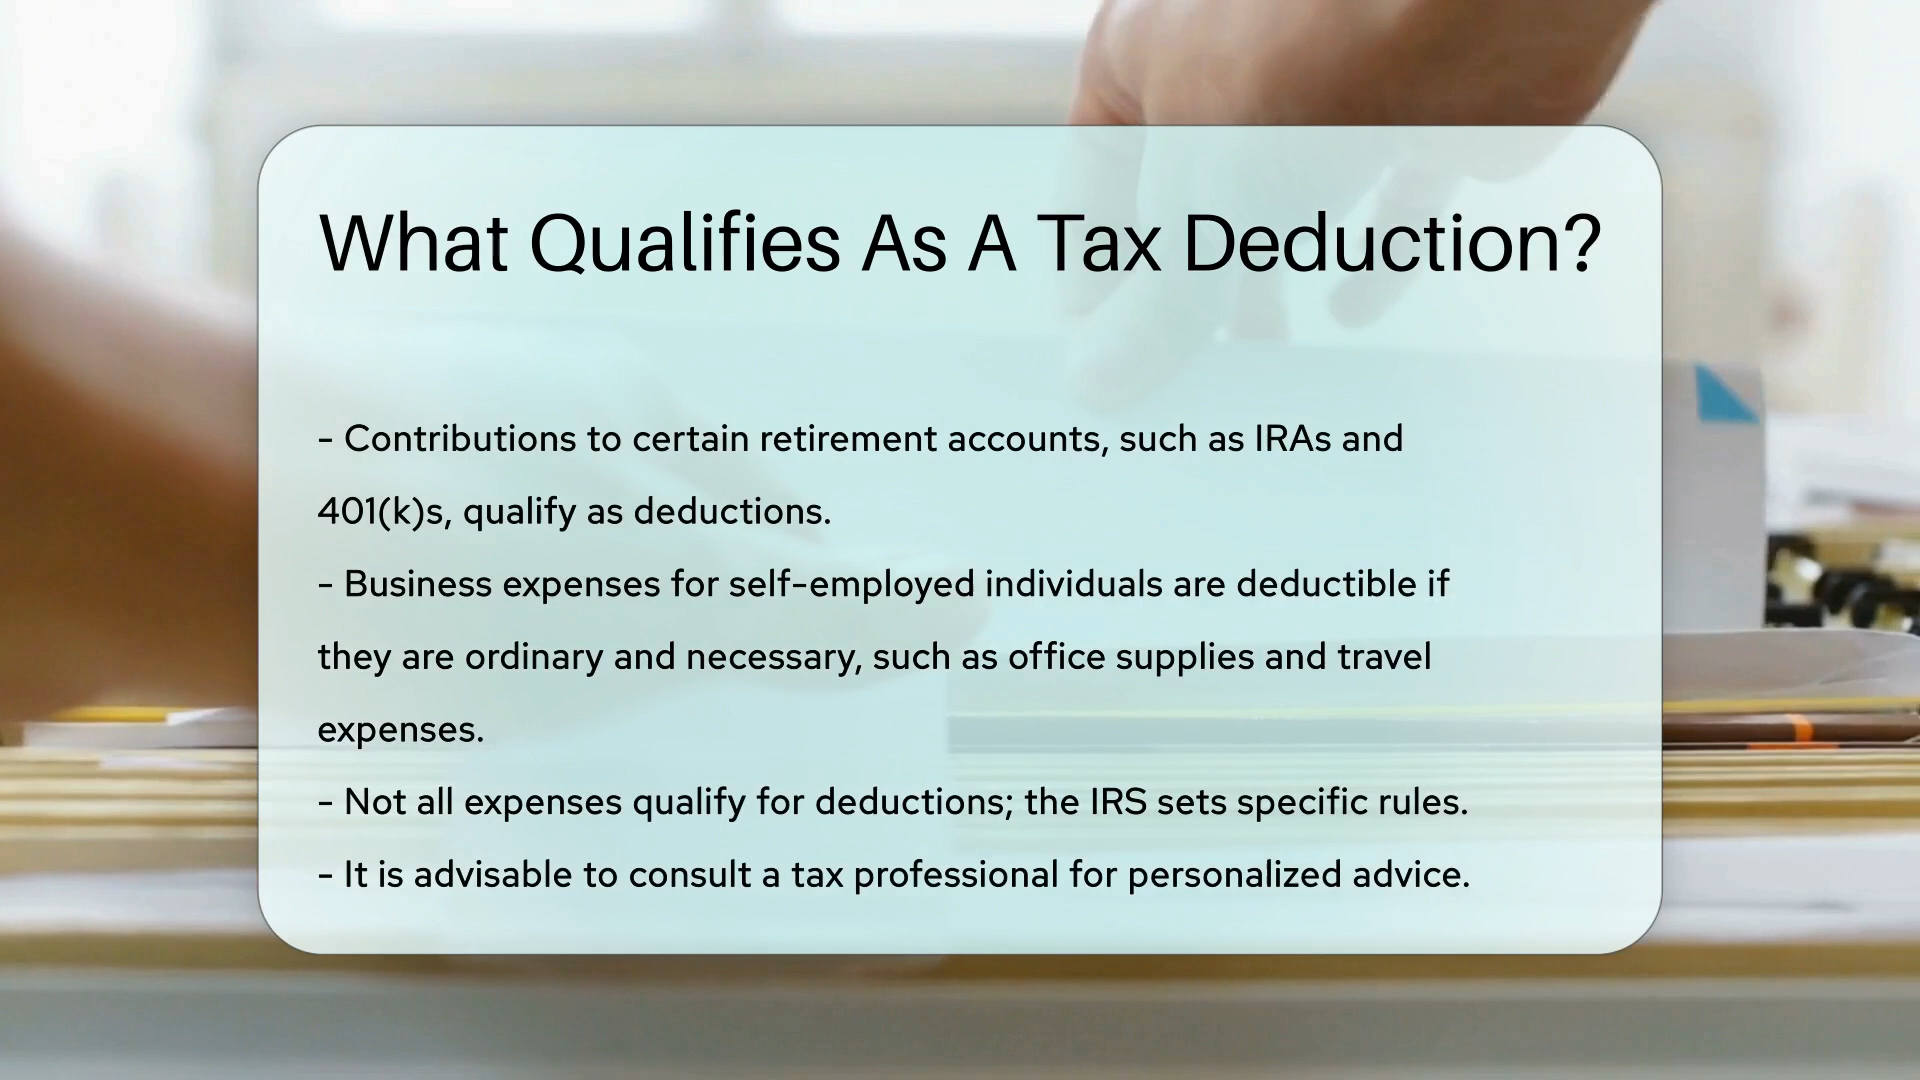 What Qualifies As A Tax Deduction?
- Contributions to certain retirement accounts, such as IRAs and
401(k)s, qualify as deductions.
- Business expenses for self-employed individuals are deductible if
they are ordinary and necessary, such as office supplies and travel
expenses.
- Not all expenses qualify for deductions; the IRS sets specific rules.
- It is advisable to consult a tax professional for personalized advice.